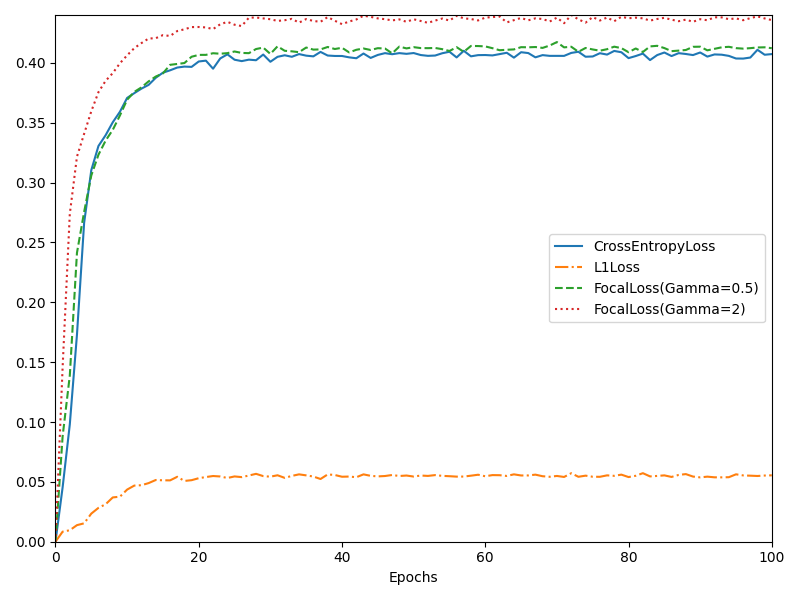 0.40
0.35
0.30
0.25
0.20
0.15
0.10
0.05
0.00
CrossEntropyLoss
L1Loss
FocalLoss(Gamma=0.5)
FocalLoss(Gamma=2)
0 20 40 60 80 100
Epochs